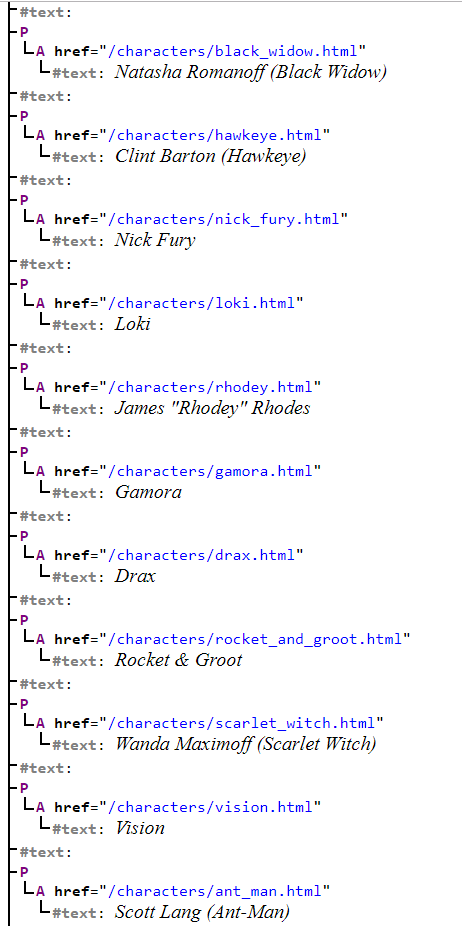 #text:
P
A href="/characters/black_widow.html"
#text: Natasha Romanoff (Black Widow)
#text:
P
A href="/characters/hawkeye.html"
#text: Clint Barton (Hawkeye)
#text:
P
A href="/characters/nick_fury.html"
#text: Nick Fury
#text:
P
A href="/characters/loki.html"
#text: Loki
#text:
P
A href="/characters/rhodey.html"
#text: James "Rhodey" Rhodes
#text:
P
A href="/characters/gamora.html"
#text: Gamora
#text:
P
A href="/characters/drax.html"
#text: Drax
#text:
P
A href="/characters/rocket_and_groot.html"
#text: Rocket & Groot
#text:
P
A href="/characters/scarlet_witch.html"
#text: Wanda Maximoff (Scarlet Witch)
#text:
P
A href="/characters/vision.html"
#text: Vision
#text:
P
A href="/characters/ant_man.html"
#text: Scott Lang (Ant-Man)